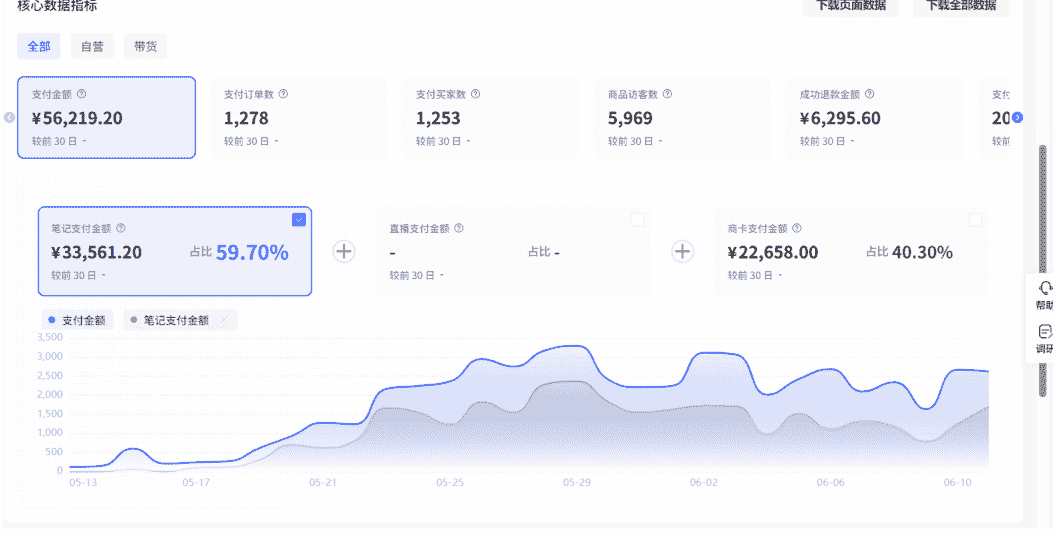 核心数据指标 下载页面数据 下载全部数据
全部 自营 带货
支付金额 支付订单数 支付买家数 商品访客数 成功退款金额 支付
¥56,219.20 1,278 1,253 5,969 ¥6,295.60 20
较前 30 日 - 较前 30 日 - 较前 30 日 - 较前 30 日 - 较前 30 日 - 较前
笔记支付金额 直播支付金额 商卡支付金额
¥33,561.20 占比 59.70% - 占比 - ¥22,658.00 占比 40.30%
较前 30 日 - 较前 30 日 - 较前 30 日 -
帮助
支付金额 笔记支付金额
调研
3,500
3,000
2,500
2,000
1,500
1,000
500
0
05-13 05-17 05-21 05-25 05-29 06-02 06-06 06-10